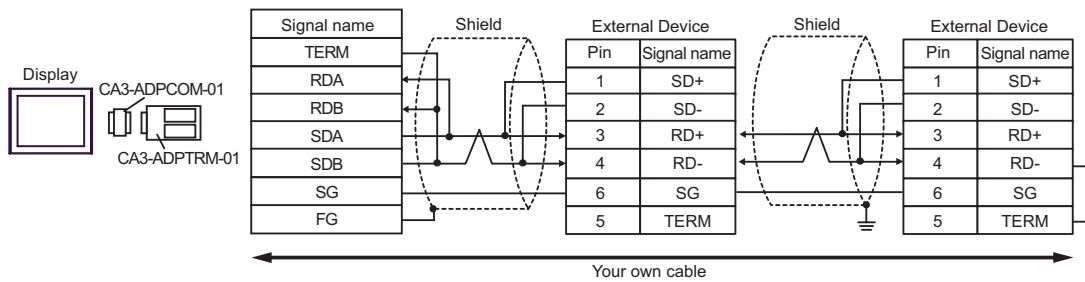 Display
CA3-ADPCOM-01
CA3-ADPTRM-01
Signal name
TERM
RDA
RDB
SDA
SDB
SG
FG
Shield
External Device
Pin Signal name
1 SD+
2 SD-
3 RD+
4 RD-
6 SG
5 TERM
Shield
External Device
Pin Signal name
1 SD+
2 SD-
3 RD+
4 RD-
6 SG
5 TERM
Your own cable